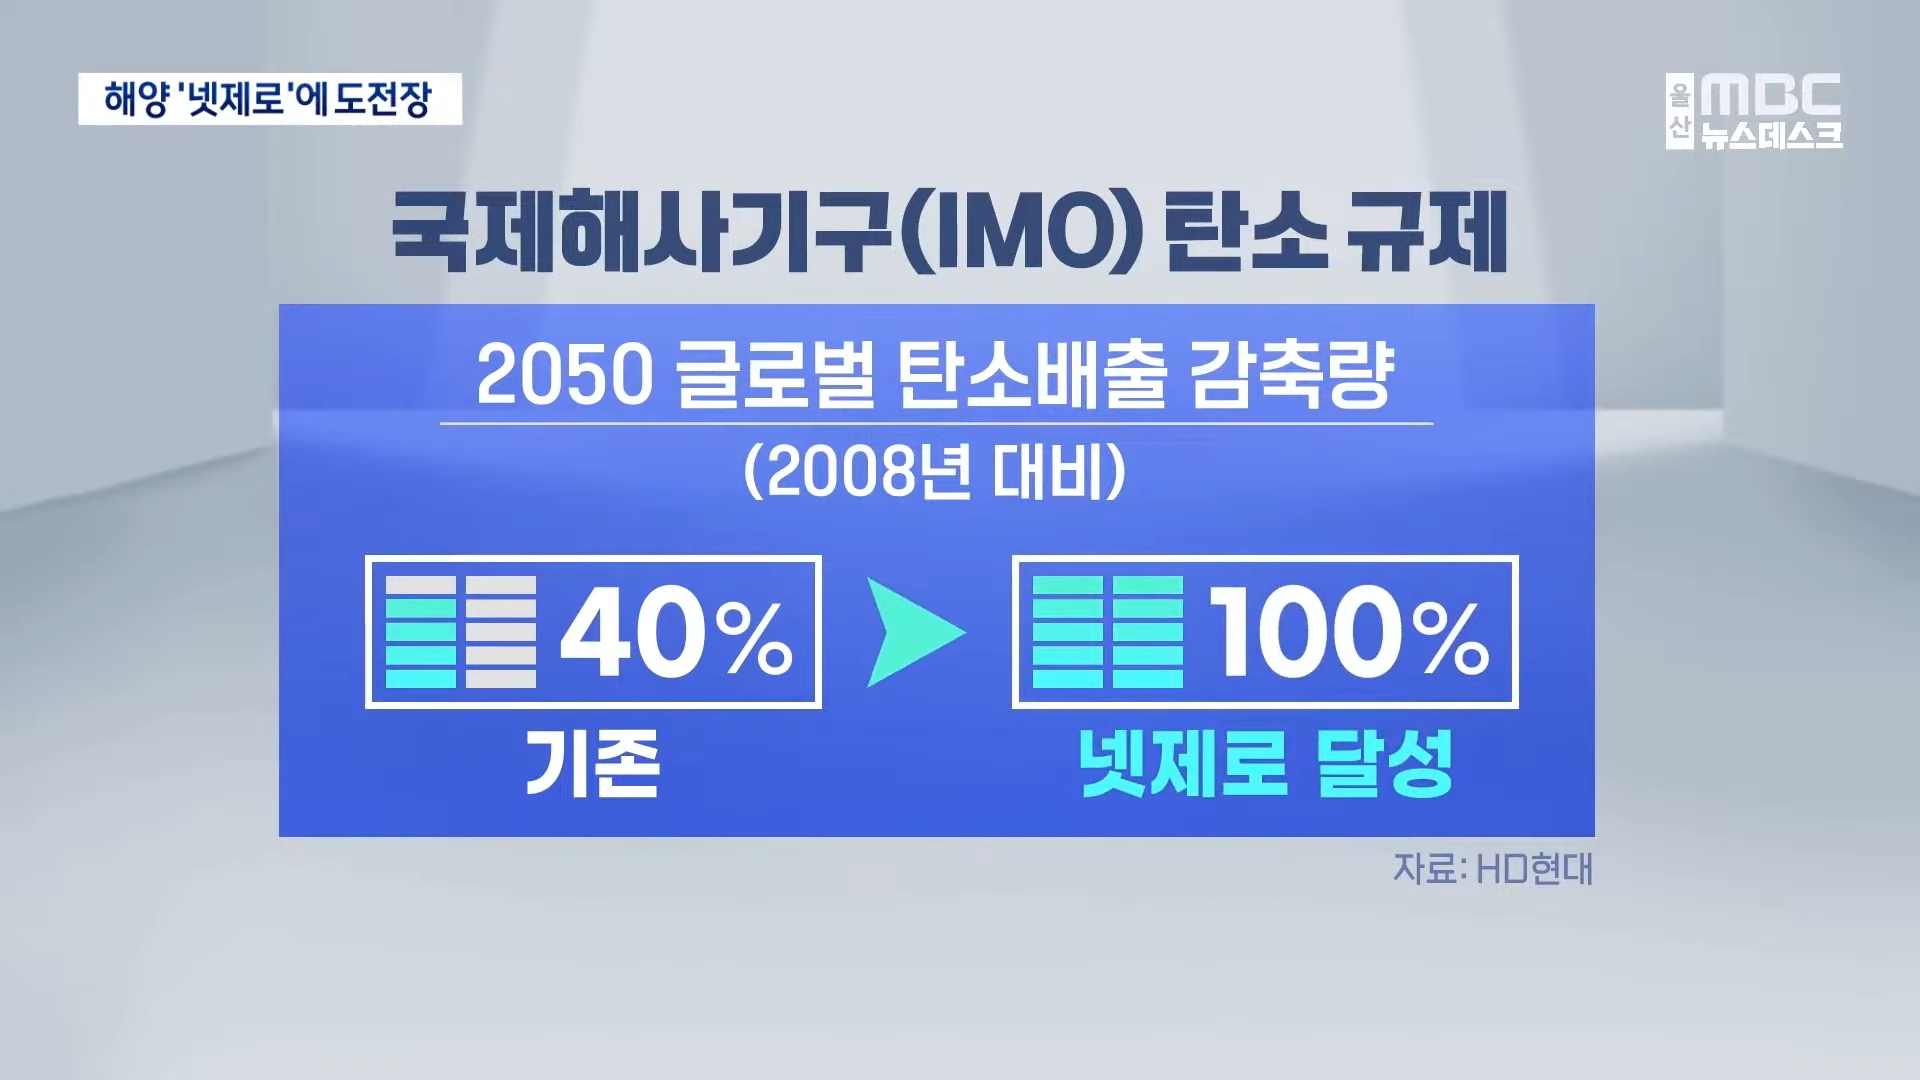 해양 '넷제로'에 도전장
울산 MBC
뉴스데스크
국제해사기구(IMO) 탄소 규제
2050 글로벌 탄소배출 감축량
(2008년 대비)
40% 100%
기존 넷제로 달성
자료: HD현대